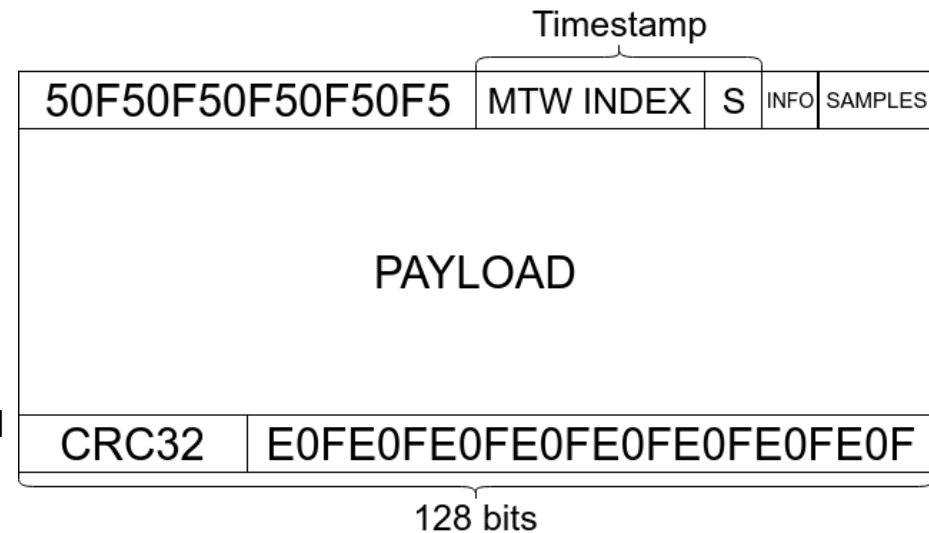 Timestamp
50F50F50F50F50F5 MTW INDEX S INFO SAMPLES
PAYLOAD
CRC32 E0FE0FE0FE0FE0FE0FE0FE0F
128 bits